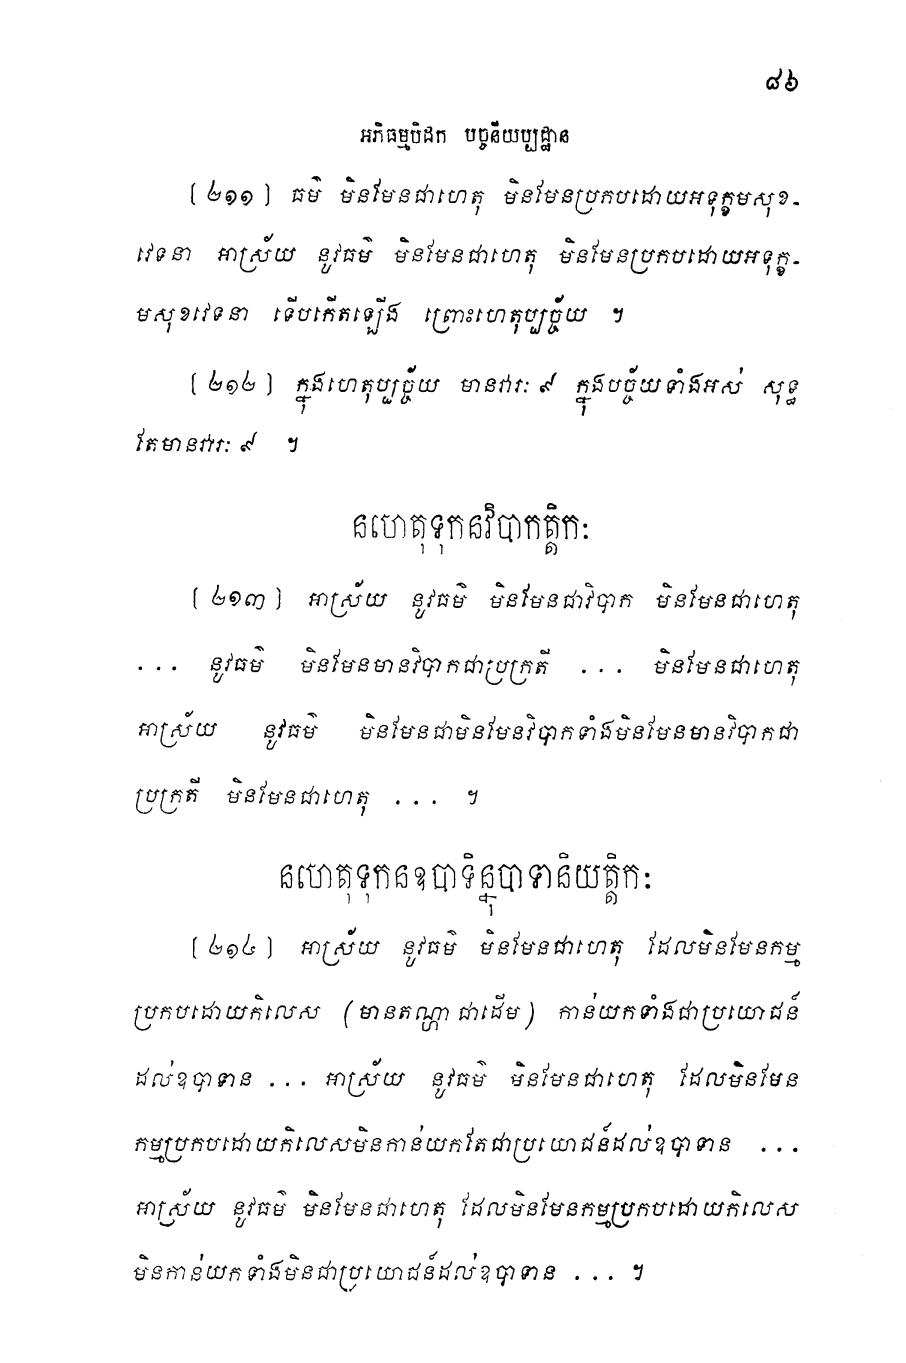 ៨៦
អភិធម្មបិដក បច្ចនីយប្បដ្ឋាន
[២១១] ធម៌ មិនមែនជាហេតុ មិនមែនប្រកបដោយអទុក្ខមសុខ-
វេទនា អាស្រ័យ នូវធម៌ មិនមែនជាហេតុ មិនមែនប្រកបដោយអទុក្ខ-
មសុខវេទនា ទើបកើតឡើង ព្រោះហេតុប្បច្ច័យ ។
[២១២] ក្នុងហេតុប្បច្ច័យ មានវារៈ ៩ ក្នុងបច្ច័យទាំងអស់ សុទ្ធ
តែមានវារៈ ៩ ។
នហេតុទុកនវិបាកត្តិកៈ
[២១៣] អាស្រ័យ នូវធម៌ មិនមែនជាវិបាក មិនមែនជាហេតុ
... នូវធម៌ មិនមែនមានវិបាកជាប្រក្រតី ... មិនមែនជាហេតុ
អាស្រ័យ នូវធម៌ មិនមែនជាមិនមែនវិបាកទាំងមិនមែនមានវិបាកជា
ប្រក្រតី មិនមែនជាហេតុ ... ។
នហេតុទុកនឧបាទិន្នុបាទានិយត្តិកៈ
[២១៤] អាស្រ័យ នូវធម៌ មិនមែនជាហេតុ ដែលមិនមែនកម្ម
ប្រកបដោយកិលេស (មានតណ្ហា ជាដើម) កាន់យកទាំងជាប្រយោជន៍
ដល់ឧបាទាន ... អាស្រ័យ នូវធម៌ មិនមែនជាហេតុ ដែលមិនមែន
កម្មប្រកបដោយកិលេសមិនកាន់យកតែជាប្រយោជន៍ដល់ឧបាទាន ...
អាស្រ័យ នូវធម៌ មិនមែនជាហេតុ ដែលមិនមែនកម្មប្រកបដោយកិលេស
មិនកាន់យកទាំងមិនជាប្រយោជន៍ដល់ឧបាទាន ... ។